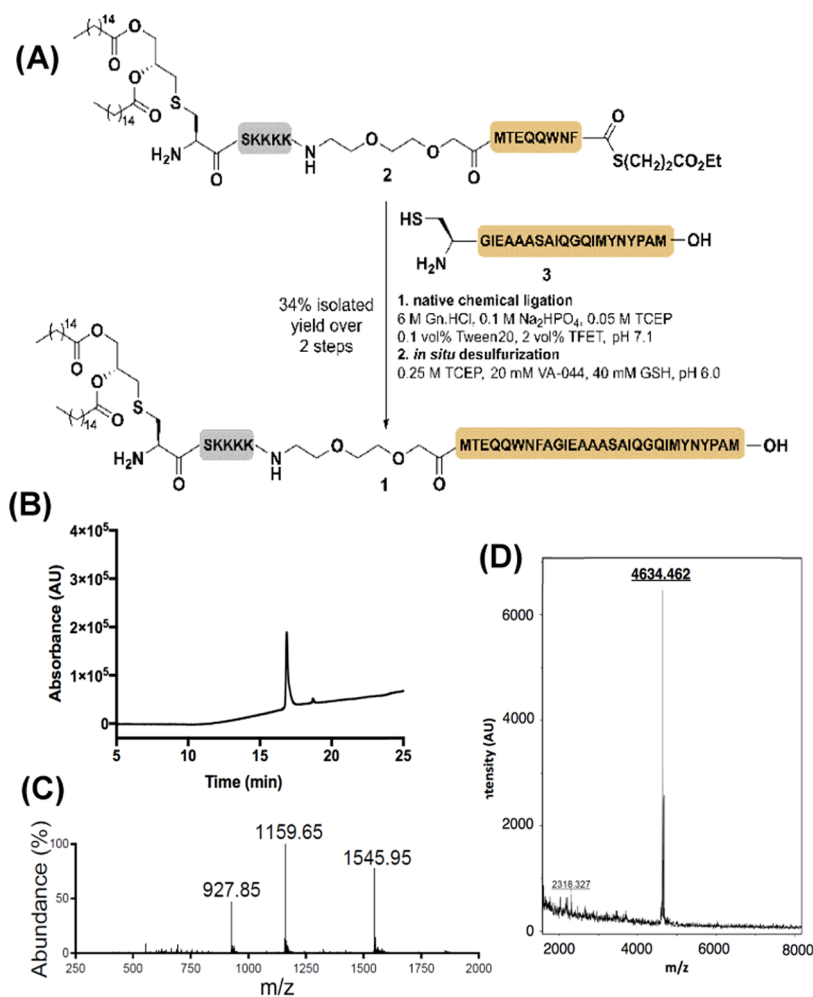 (A)
14
O
O
O
14
O
S
H₂N
O
SKKKK
N
H
O
O
O
MTEQQWNF
O
S(CH₂)₂CO₂Et
2
HS
H₂N
GIEAAASAIQGQIMYNYPAM
OH
3
34% isolated
yield over
2 steps
1. native chemical ligation
6 M Gn.HCl, 0.1 M Na₂HPO₄, 0.05 M TCEP
0.1 vol% Tween20, 2 vol% TFET, pH 7.1
2. in situ desulfurization
0.25 M TCEP, 20 mM VA-044, 40 mM GSH, pH 6.0
14
O
O
O
14
O
S
H₂N
O
SKKKK
N
H
O
O
O
MTEQQWNFAGIEAAASAIQGQIMYNYPAM
OH
1
(B)
Absorbance (AU)
4×10⁵
3×10⁵
2×10⁵
1×10⁵
0
5 10 15 20 25
Time (min)
(C)
Abundance (%)
100
50
0
927.85
1159.65
1545.95
250 500 750 1000 1250 1500 1750 2000
m/z
(D)
4634.462
ntensity (AU)
6000
4000
2000
0
2318.327
2000 4000 6000 8000
m/z